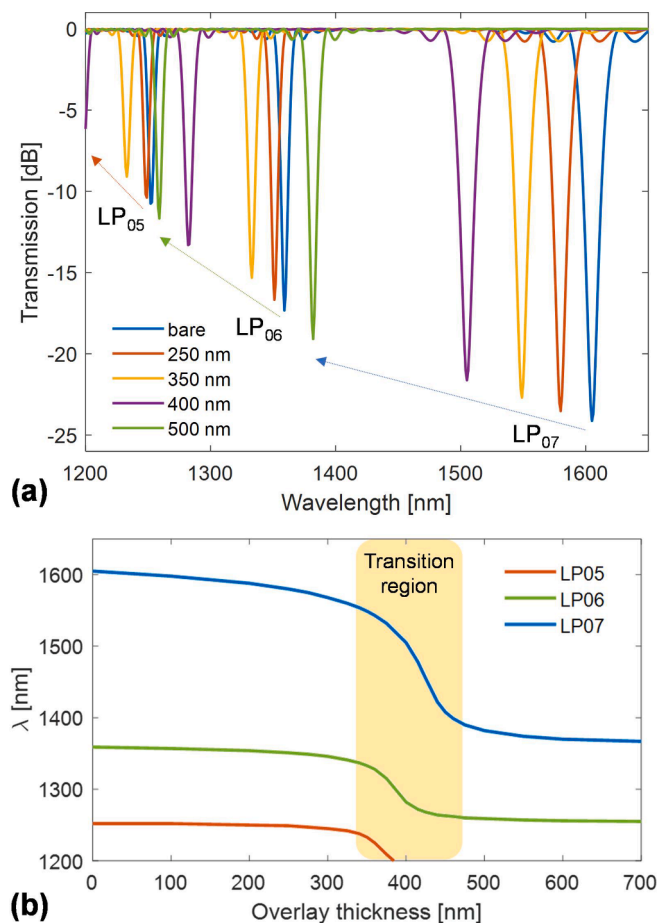 0
-5
-10
-15
-20
-25
Transmission [dB]
LP05
LP06
LP07
bare
250 nm
350 nm
400 nm
500 nm
1200 1300 1400 1500 1600
Wavelength [nm]
(a)
Transition
region
LP05
LP06
LP07
1600
1500
1400
1300
1200
λ [nm]
0 100 200 300 400 500 600 700
Overlay thickness [nm]
(b)